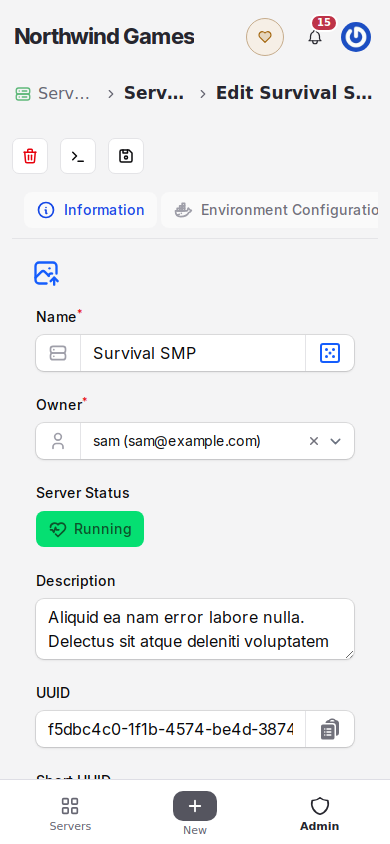 Northwind Games
15
Serv...
Serv...
Edit Survival S...
Information
Environment Configuratio
Name*
Survival SMP
Owner*
sam (sam@example.com)
Server Status
Running
Description
Aliquid ea nam error labore nulla.
Delectus sit atque deleniti voluptatem
UUID
f5dbc4c0-1f1b-4574-be4d-3874
Short UUID
Servers
New
Admin